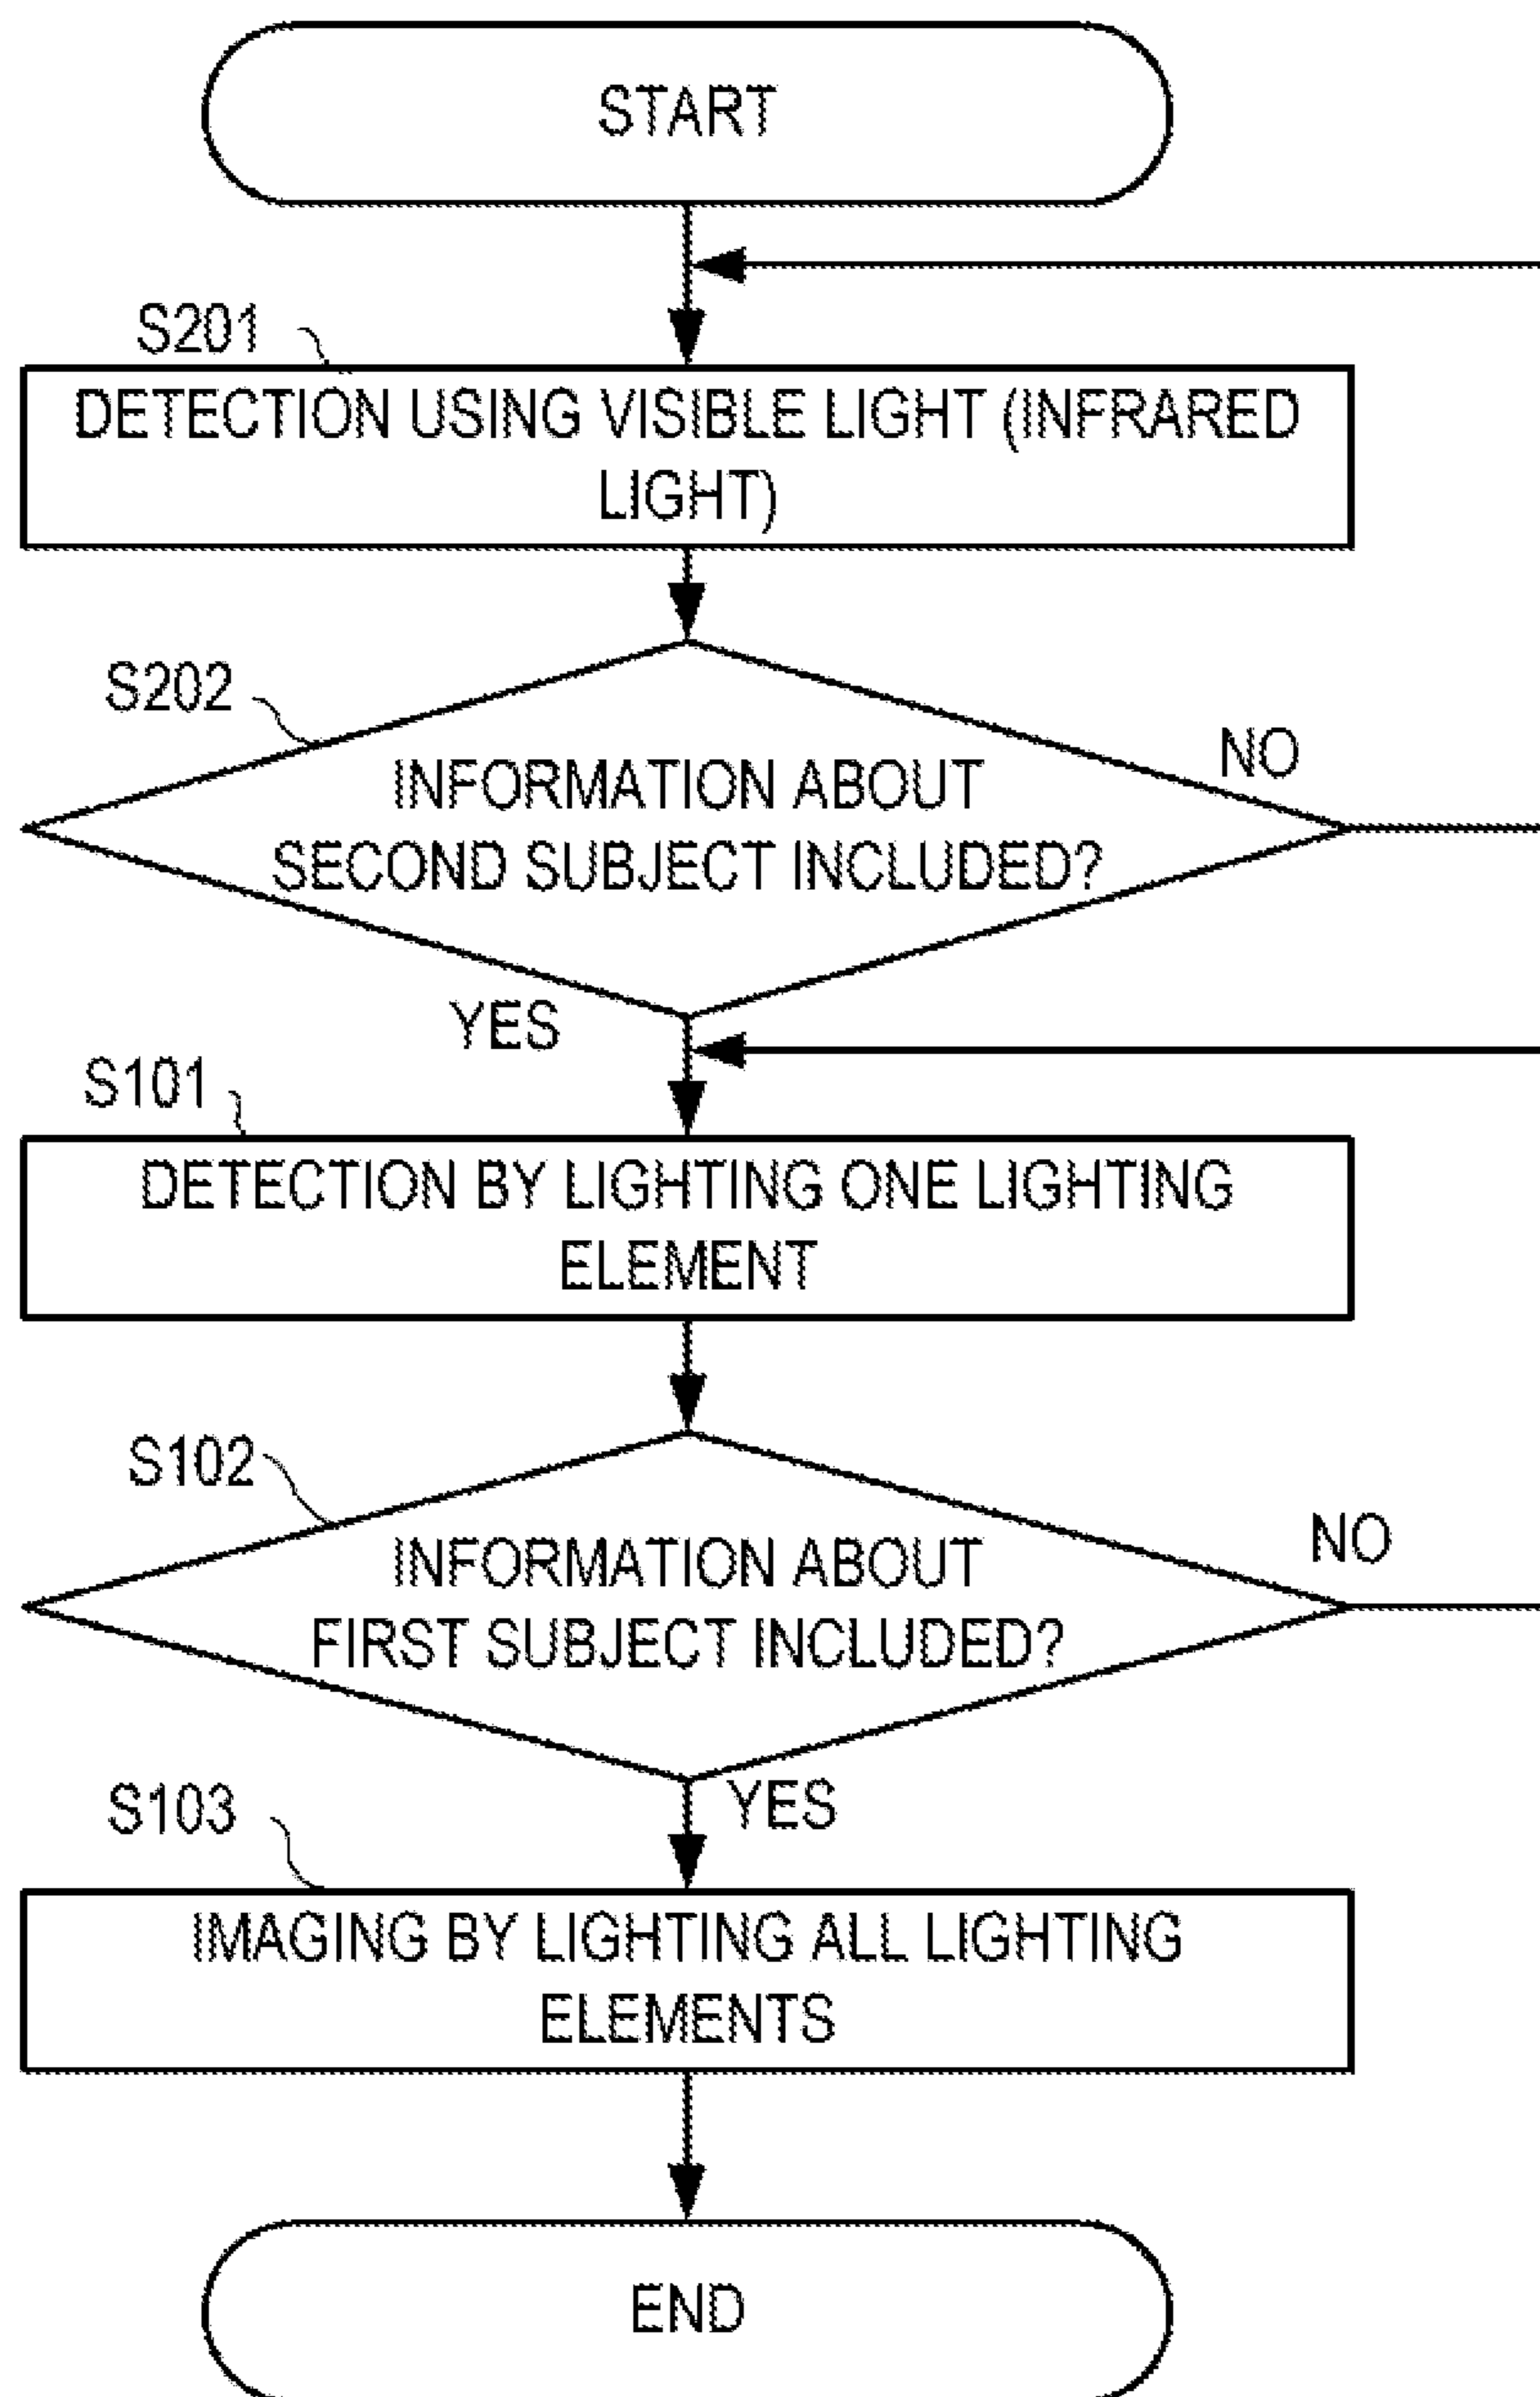 START
S201
DETECTION USING VISIBLE LIGHT (INFRARED
LIGHT)
S202
INFORMATION ABOUT
SECOND SUBJECT INCLUDED?
NO
YES
S101
DETECTION BY LIGHTING ONE LIGHTING
ELEMENT
S102
INFORMATION ABOUT
FIRST SUBJECT INCLUDED?
NO
YES
S103
IMAGING BY LIGHTING ALL LIGHTING
ELEMENTS
END